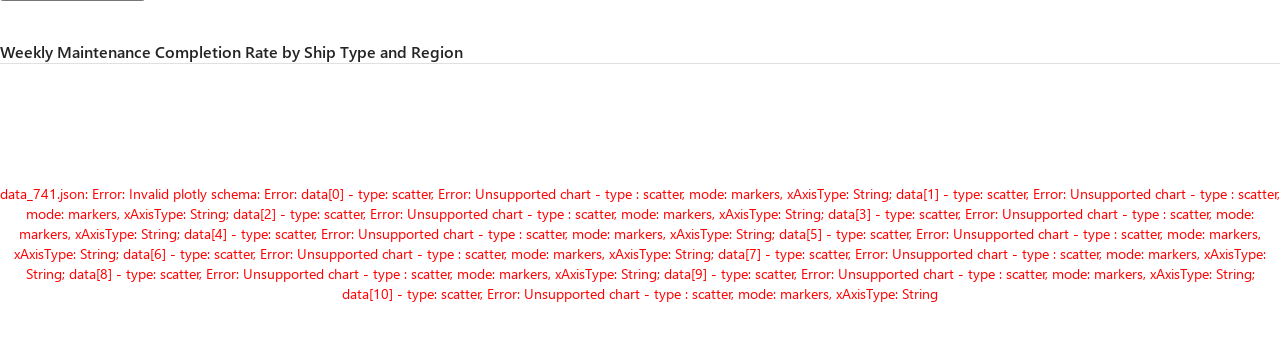 Weekly Maintenance Completion Rate by Ship Type and Region
data_741.json: Error: Invalid plotly schema: Error: data[0] - type: scatter, Error: Unsupported chart - type : scatter, mode: markers, xAxisType: String; data[1] - type: scatter, Error: Unsupported chart - type : scatter,
mode: markers, xAxisType: String; data[2] - type: scatter, Error: Unsupported chart - type : scatter, mode: markers, xAxisType: String; data[3] - type: scatter, Error: Unsupported chart - type : scatter, mode:
markers, xAxisType: String; data[4] - type: scatter, Error: Unsupported chart - type : scatter, mode: markers, xAxisType: String; data[5] - type: scatter, Error: Unsupported chart - type : scatter, mode: markers,
xAxisType: String; data[6] - type: scatter, Error: Unsupported chart - type : scatter, mode: markers, xAxisType: String; data[7] - type: scatter, Error: Unsupported chart - type : scatter, mode: markers, xAxisType:
String; data[8] - type: scatter, Error: Unsupported chart - type : scatter, mode: markers, xAxisType: String; data[9] - type: scatter, Error: Unsupported chart - type : scatter, mode: markers, xAxisType: String;
data[10] - type: scatter, Error: Unsupported chart - type : scatter, mode: markers, xAxisType: String